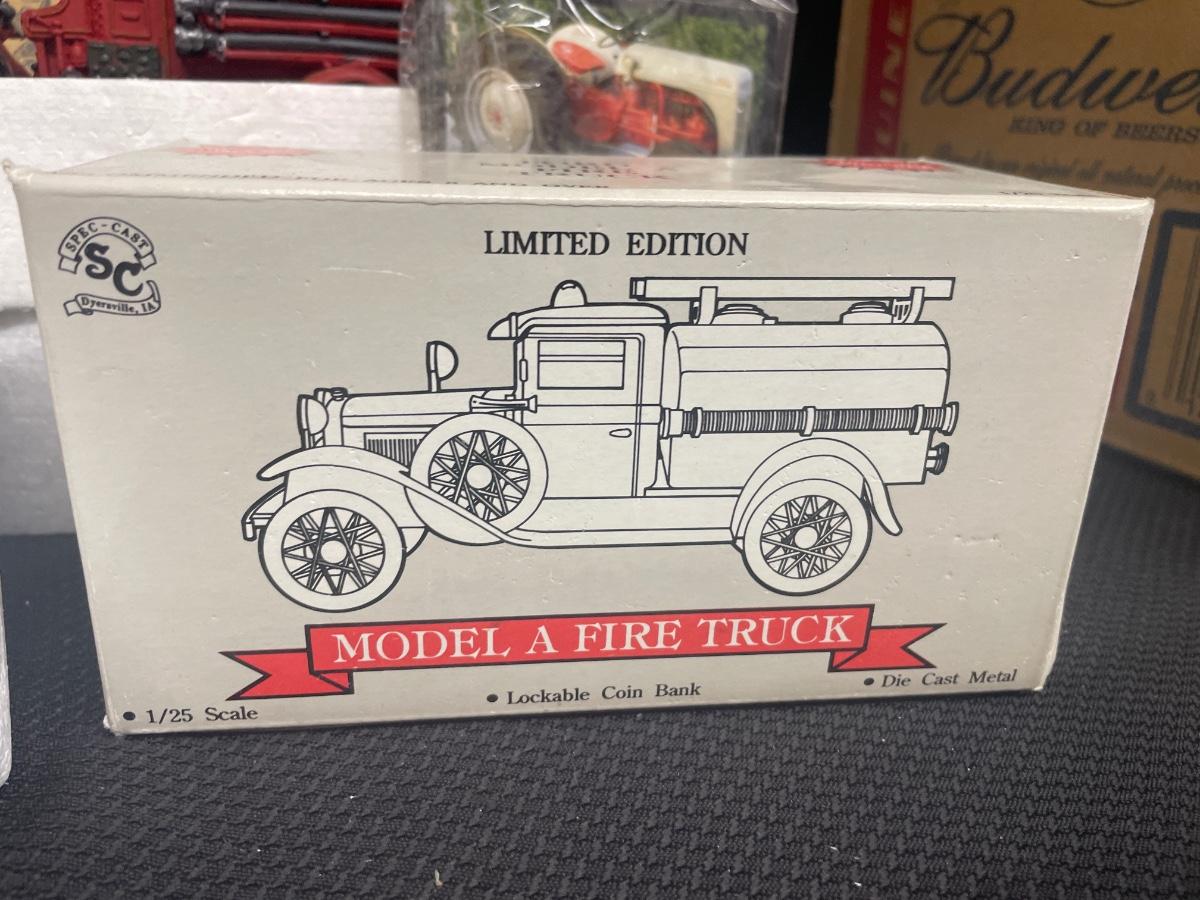 Budwe
KING OF BEERS
SPEC-CAST
SC
Dyersville, IA
LIMITED EDITION
MODEL A FIRE TRUCK
• 1/25 Scale
• Lockable Coin Bank
• Die Cast Metal